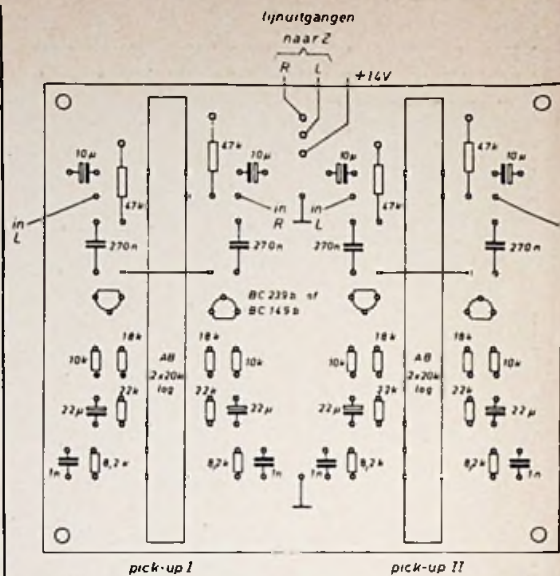 lijnuitgangen
naar Z
R L +14V
10µ 47k 47k 10µ 10µ 47k 47k 10µ
in L
in R
in L
270n 270n 270n 270n
BC 239b of
BC 149b
18k 18k 18k 18k
10k 10k 10k 10k
AB
2x20k
log
AB
2x20k
log
22k 22k 22k 22k
22µ 22µ 22µ 22µ
1n 8,2k 8,2k 1n 1n 8,2k 8,2k 1n
pick-up I pick-up II